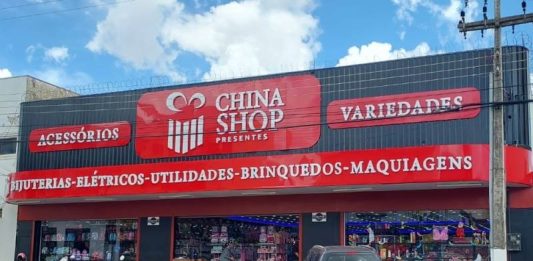 ACESSÓRIOS
CHINA
SHOP
PRESENTES
VARIEDADES
BIJUTERIAS-ELÉTRICOS-UTILIDADES-BRINQUEDOS-MAQUIAGENS